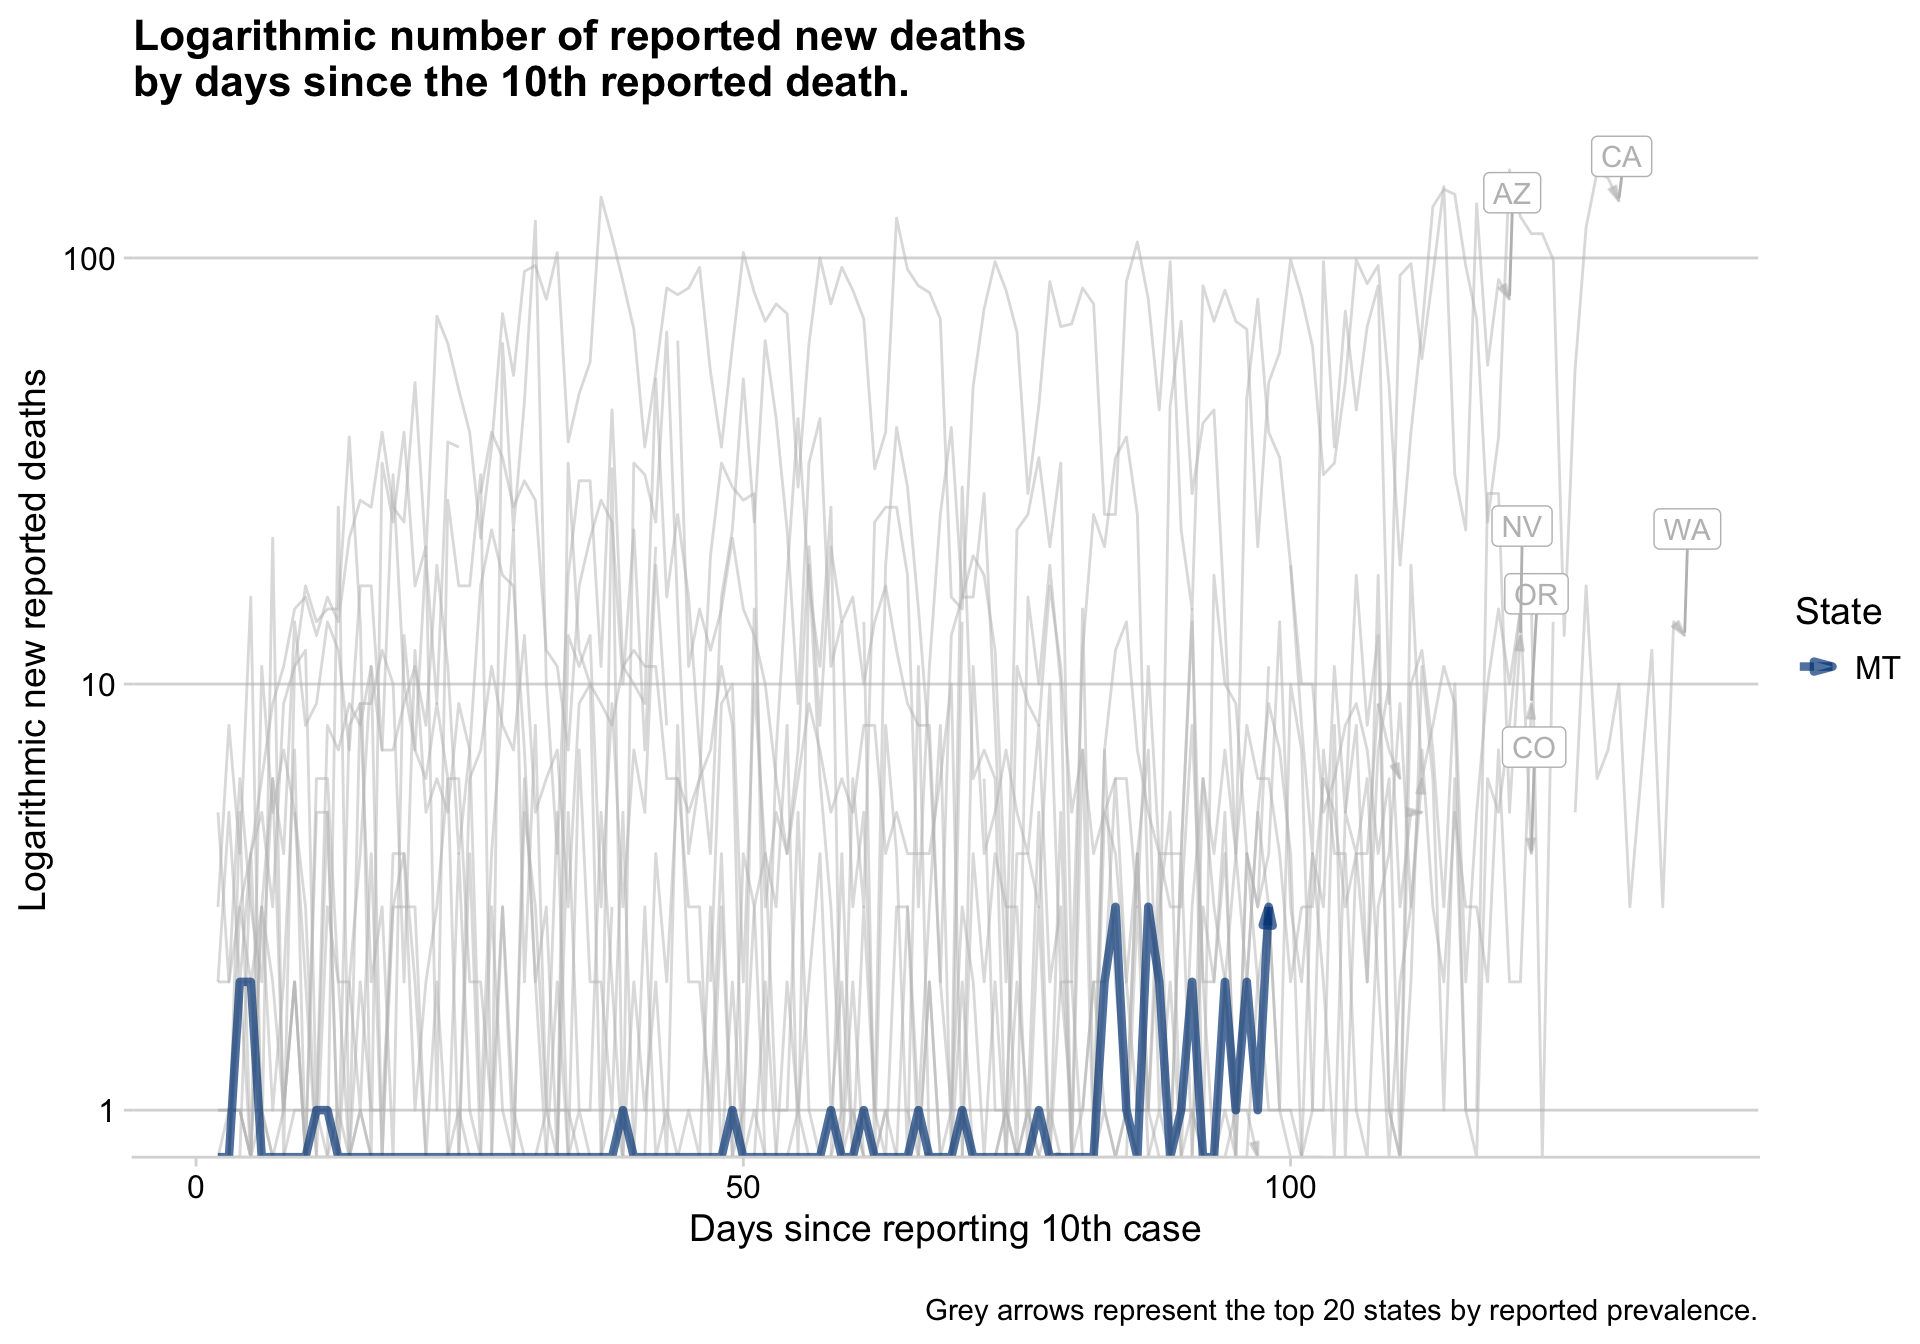 Logarithmic number of reported new deaths
by days since the 10th reported death.
CA
AZ
100
NV
WA
OR
State
MT
10
CO
1
Logarithmic new reported deaths
0
50
100
Days since reporting 10th case
Grey arrows represent the top 20 states by reported prevalence.